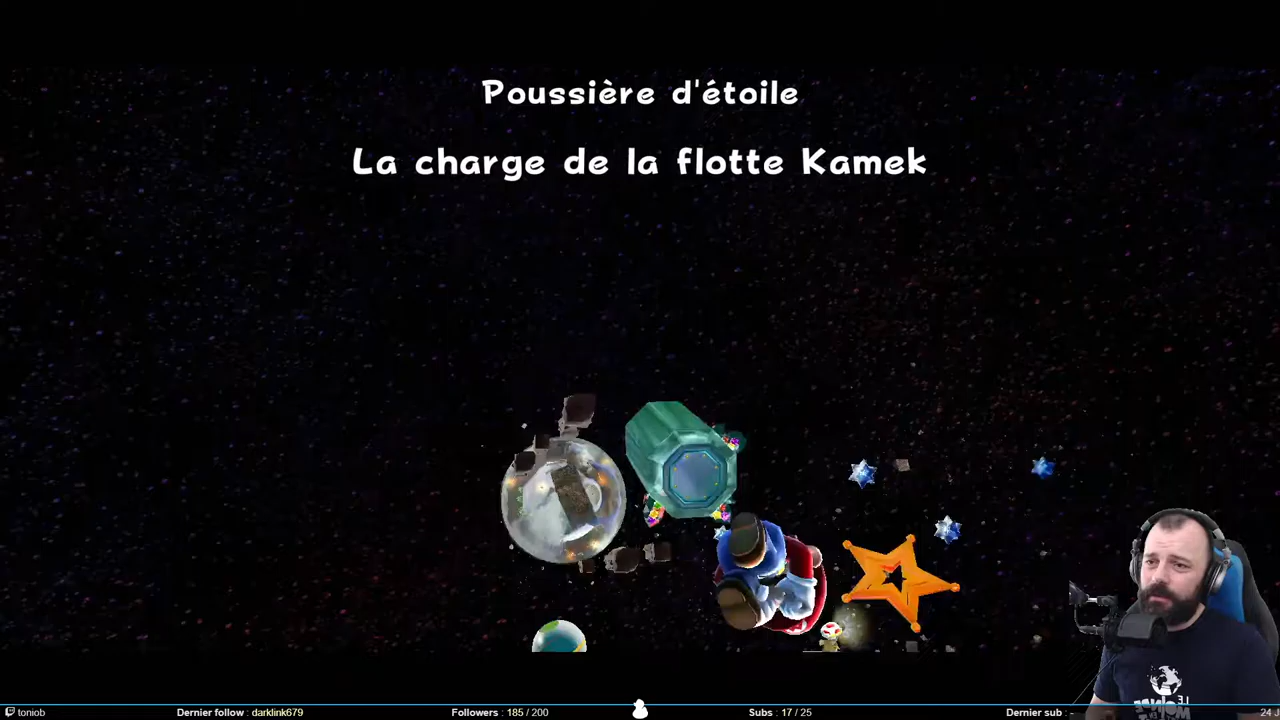 Poussière d'étoile
La charge de la flotte Kamek
toniob
Dernier follow : darklink679
Followers : 185 / 200
Subs : 17 / 25
Dernier sub : -
24 J